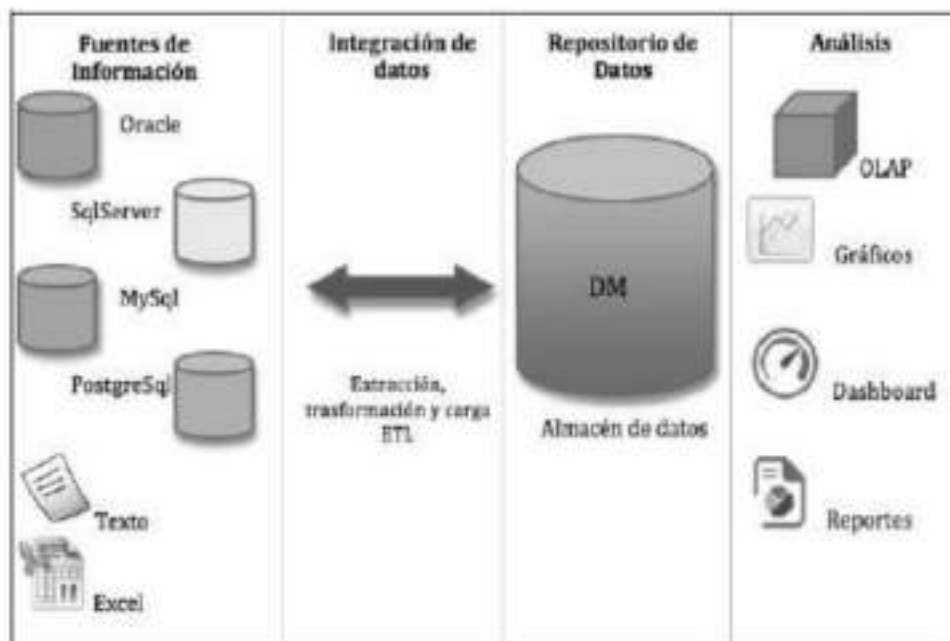 Fuentes de
Información
Oracle
SqlServer
MySql
PostgreSql
Texto
Excel
Integración de
datos
Extracción,
trasformación y carga
ETL
Repositorio de
Datos
DM
Almacén de datos
Análisis
OLAP
Gráficos
Dashboard
Reportes